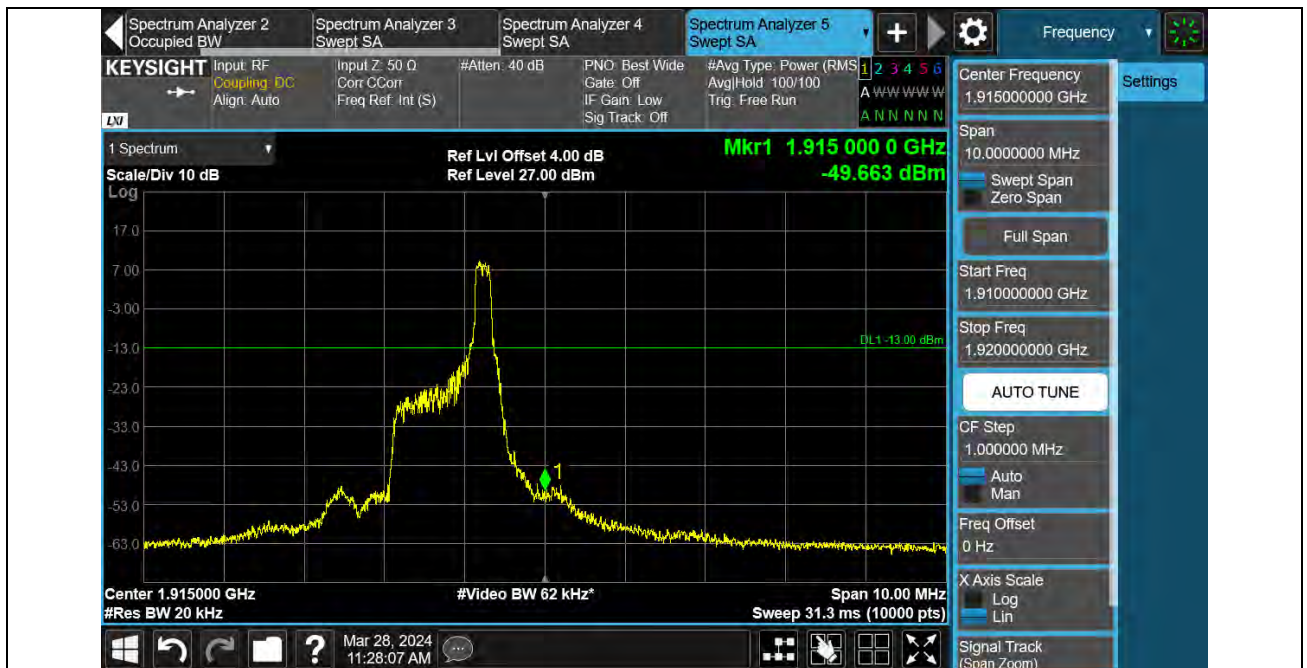 Spectrum Analyzer 2
Occupied BW
Spectrum Analyzer 3
Swept SA
Spectrum Analyzer 4
Swept SA
Spectrum Analyzer 5
Swept SA
Frequency
KEYSIGHT
LXI
Input: RF
Coupling: DC
Align: Auto
Input Z: 50 Ω
Corr CCorr
Freq Ref: Int (S)
#Atten: 40 dB
PNO: Best Wide
Gate: Off
IF Gain: Low
Sig Track: Off
#Avg Type: Power (RMS
Avg|Hold: 100/100
Trig: Free Run
1 2 3 4 5 6
A W W W W W
A N N N N N
1 Spectrum
Scale/Div 10 dB
Ref Lvl Offset 4.00 dB
Ref Level 27.00 dBm
Mkr1 1.915 000 0 GHz
-49.663 dBm
Log
17.0
7.00
-3.00
-13.0
-23.0
-33.0
-43.0
-53.0
-63.0
DL1 -13.00 dBm
1
Center 1.915000 GHz
#Res BW 20 kHz
#Video BW 62 kHz*
Span 10.00 MHz
Sweep 31.3 ms (10000 pts)
Mar 28, 2024
11:28:07 AM
Center Frequency
1.915000000 GHz
Settings
Span
10.0000000 MHz
Swept Span
Zero Span
Full Span
Start Freq
1.910000000 GHz
Stop Freq
1.920000000 GHz
AUTO TUNE
CF Step
1.000000 MHz
Auto
Man
Freq Offset
0 Hz
X Axis Scale
Log
Lin
Signal Track
(Span Zoom)